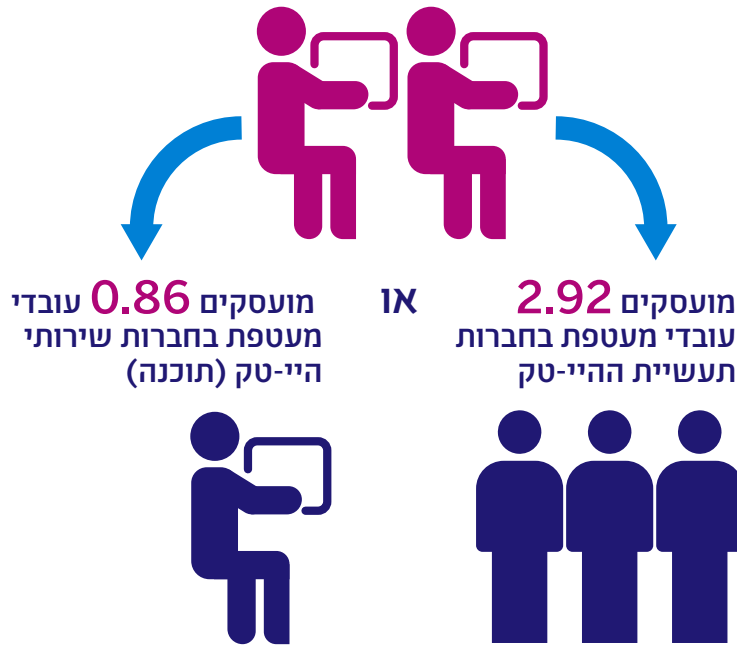 מועסקים 2.92
עובדי מעטפת בחברות
תעשיית ההיי-טק
או
מועסקים 0.86 עובדי
מעטפת בחברות שירותי
היי-טק (תוכנה)